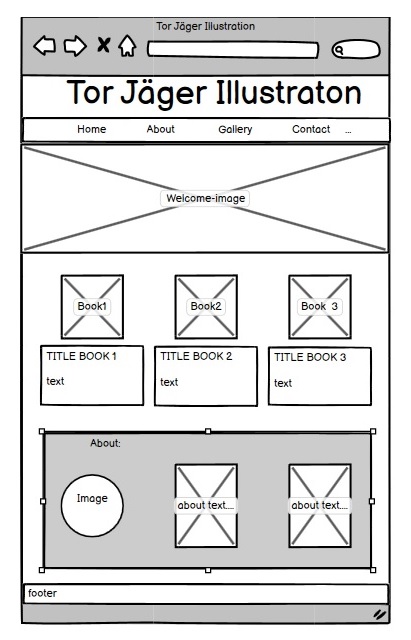 Tor Jäger Illustration
Tor Jäger Illustraton
Home About Gallery Contact ...
Welcome-image
Book1 Book2 Book 3
TITLE BOOK 1 TITLE BOOK 2 TITLE BOOK 3
text text text
About:
Image about text.... about text....
footer